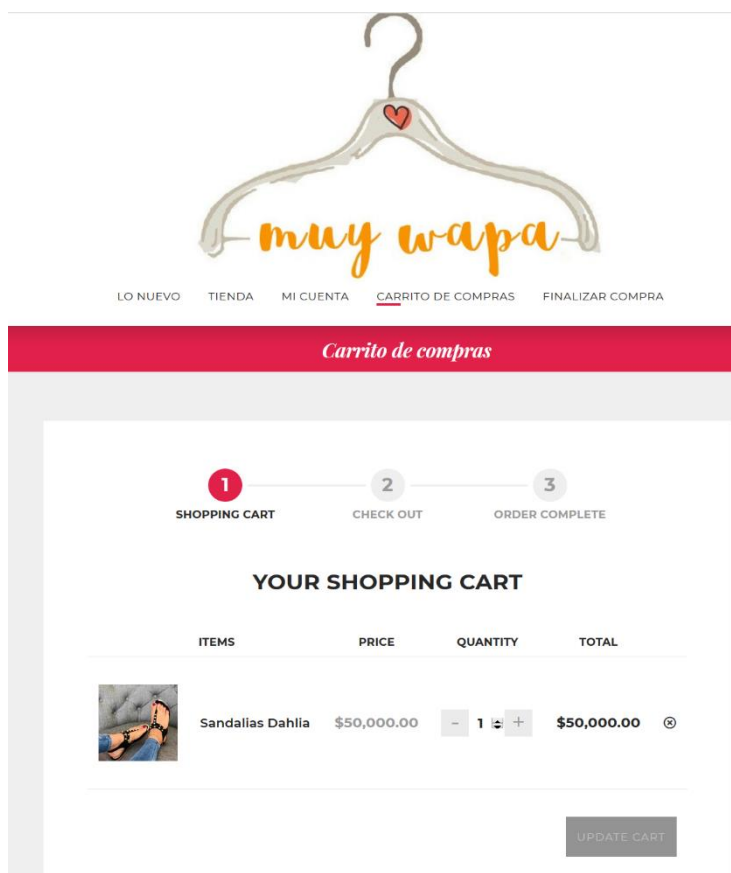 muy wapa
LO NUEVO TIENDA MI CUENTA CARRITO DE COMPRAS FINALIZAR COMPRA
Carrito de compras
1 2 3
SHOPPING CART CHECK OUT ORDER COMPLETE
YOUR SHOPPING CART
ITEMS PRICE QUANTITY TOTAL
Sandalias Dahlia $50,000.00 - 1 + $50,000.00
UPDATE CART